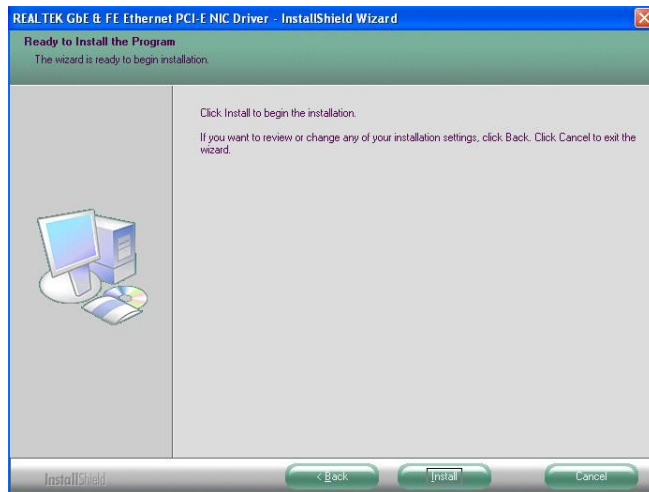 REALTEK GbE & FE Ethernet PCI-E NIC Driver - InstallShield Wizard
Ready to Install the Program
The wizard is ready to begin installation.
Click Install to begin the installation.
If you want to review or change any of your installation settings, click Back. Click Cancel to exit the
wizard.
InstallShield
< Back
Install
Cancel